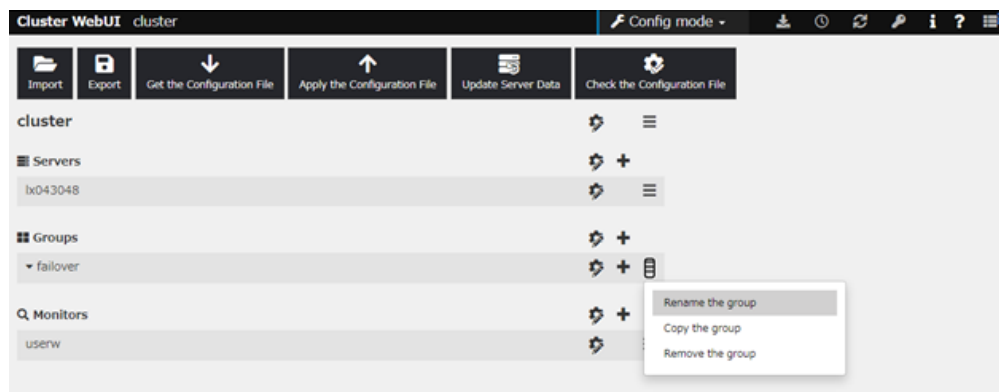 Cluster WebUI cluster Config mode
Import Export Get the Configuration File Apply the Configuration File Update Server Data Check the Configuration File
cluster
Servers
lx043048
Groups
failover
Rename the group
Monitors
Copy the group
userw
Remove the group